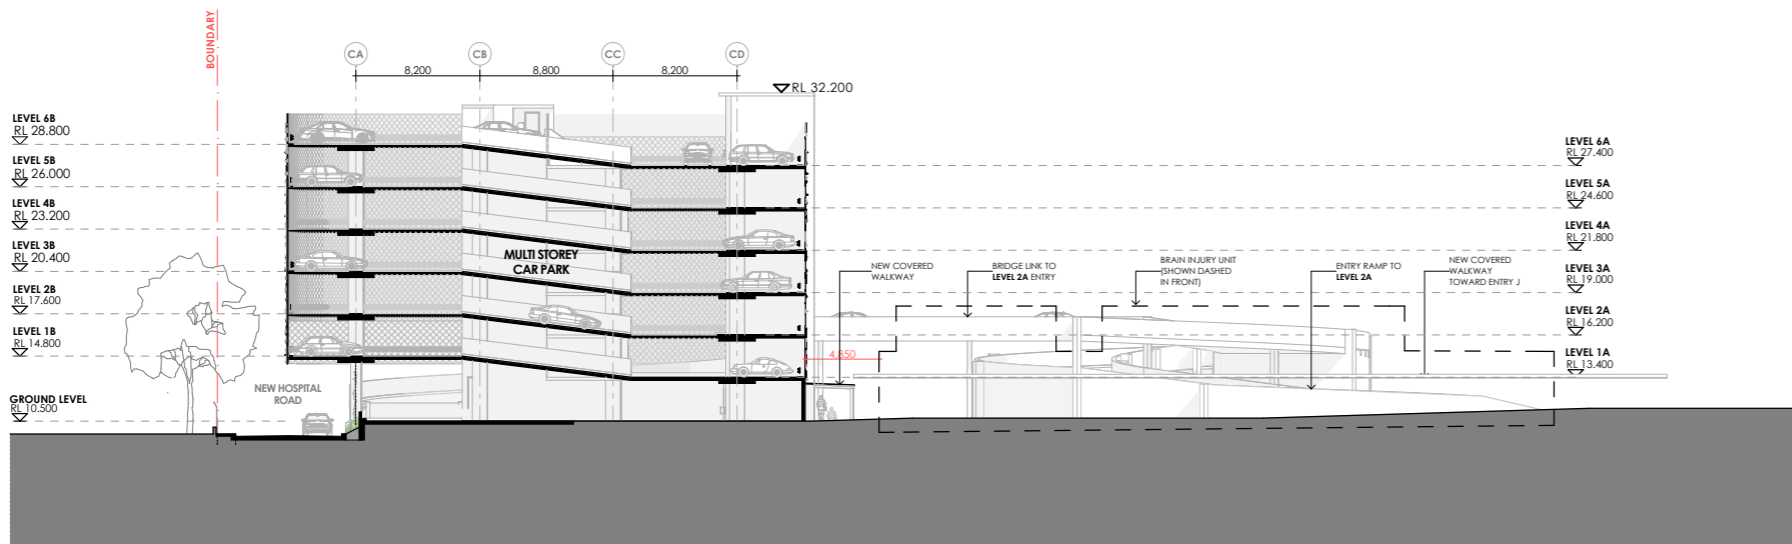 BOUNDARY
CA
CB
CC
CD
8,200
8,800
8,200
RL 32.200
LEVEL 6B
RL 28.800
LEVEL 5B
RL 26.000
LEVEL 4B
RL 23.200
LEVEL 3B
RL 20.400
LEVEL 2B
RL 17.600
LEVEL 1B
RL 14.800
GROUND LEVEL
RL 10.500
NEW HOSPITAL
ROAD
MULTI STOREY
CAR PARK
4,850
NEW COVERED
WALKWAY
BRIDGE LINK TO
LEVEL 2A ENTRY
BRAIN INJURY UNIT
(SHOWN DASHED
IN FRONT)
ENTRY RAMP TO
LEVEL 2A
NEW COVERED
WALKWAY
TOWARD ENTRY J
LEVEL 6A
RL 27.400
LEVEL 5A
RL 24.600
LEVEL 4A
RL 21.800
LEVEL 3A
RL 19.000
LEVEL 2A
RL 16.200
LEVEL 1A
RL 13.400